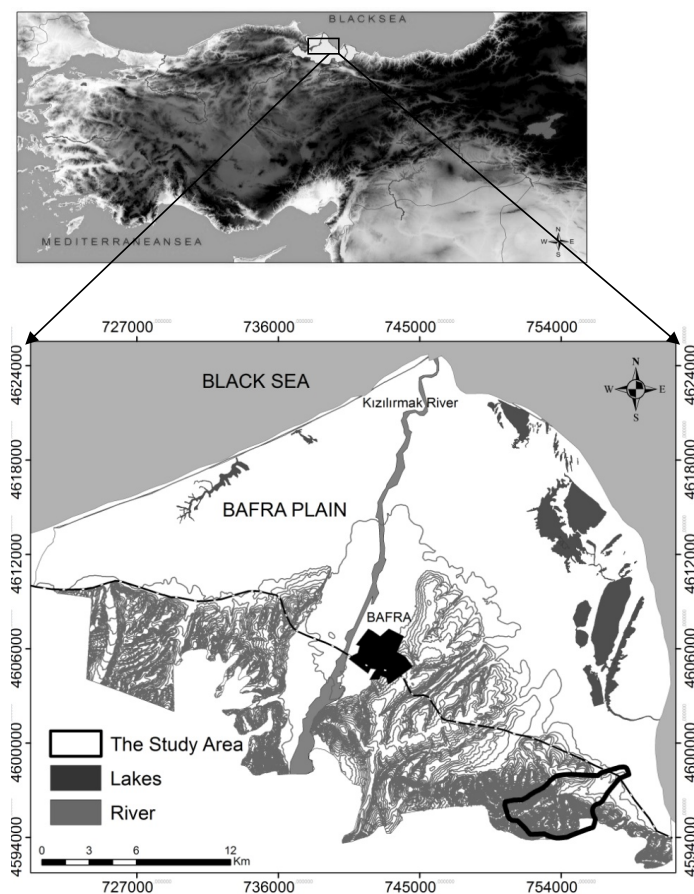 BLACKSEA
MEDITERRANEANSEA
N
W E
S
727000 736000 745000 754000
4624000 4624000
BLACK SEA
N
W E
S
Kızılırmak River
4618000 4618000
BAFRA PLAIN
4612000 4612000
BAFRA
4606000 4606000
The Study Area
4600000 4600000
Lakes
River
4594000 4594000
0 3 6 12
Km
727000 736000 745000 754000